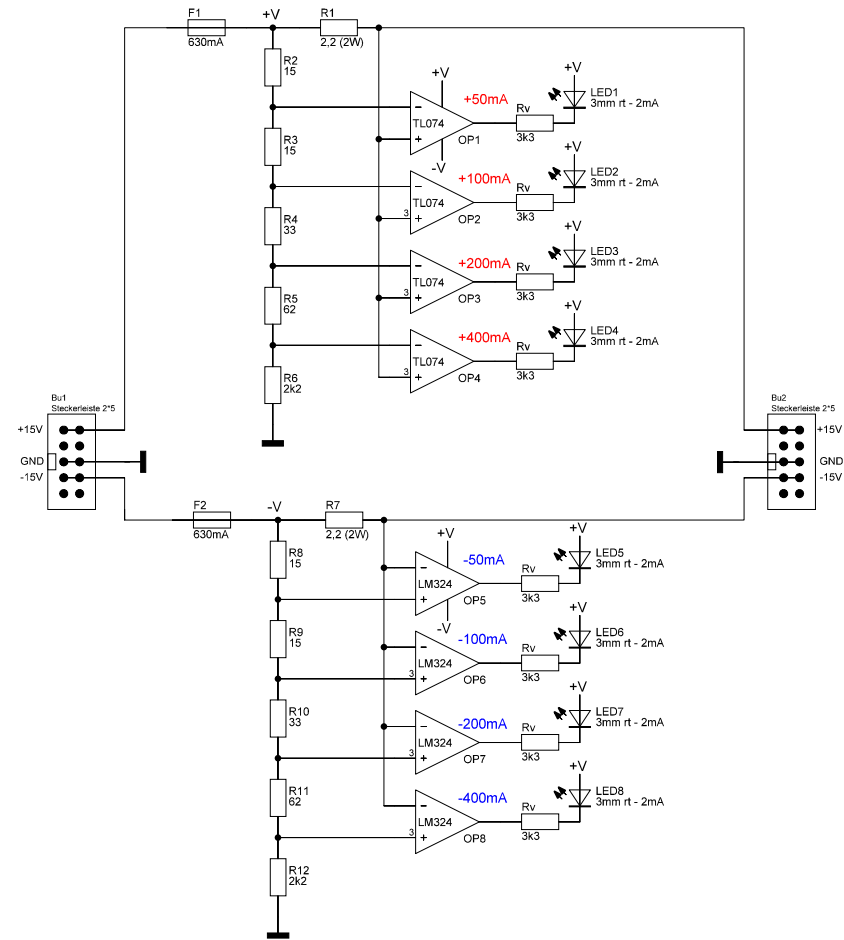 F1
630mA
+V
R1
2,2 (2W)
R2
15
R3
15
R4
33
R5
62
R6
2k2
+V
-
TL074
+
OP1
-V
+50mA
Rv
3k3
+V
LED1
3mm rt - 2mA
-
TL074
3
+
OP2
+100mA
Rv
3k3
+V
LED2
3mm rt - 2mA
-
TL074
3
+
OP3
+200mA
Rv
3k3
+V
LED3
3mm rt - 2mA
-
TL074
3
+
OP4
+400mA
Rv
3k3
+V
LED4
3mm rt - 2mA
Bu1
Steckerleiste 2*5
+15V
GND
-15V
Bu2
Steckerleiste 2*5
+15V
GND
-15V
F2
630mA
-V
R7
2,2 (2W)
R8
15
R9
15
R10
33
R11
62
R12
2k2
+V
-
LM324
+
OP5
-V
-50mA
Rv
3k3
+V
LED5
3mm rt - 2mA
-
LM324
3
+
OP6
-100mA
Rv
3k3
+V
LED6
3mm rt - 2mA
-
LM324
3
+
OP7
-200mA
Rv
3k3
+V
LED7
3mm rt - 2mA
-
LM324
3
+
OP8
-400mA
Rv
3k3
+V
LED8
3mm rt - 2mA